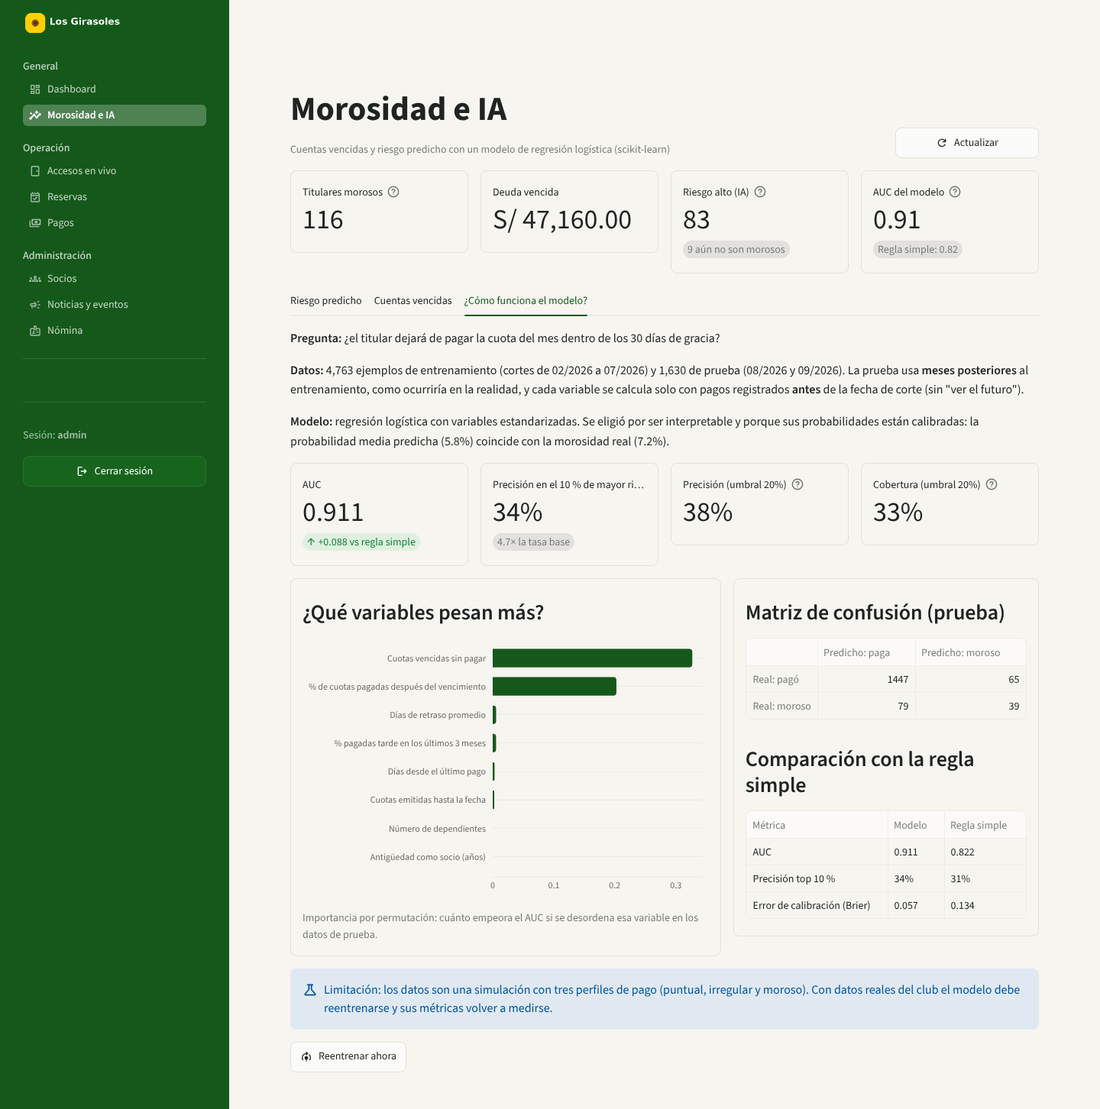 Los Girasoles
General
Dashboard
Morosidad e IA
Operación
Accesos en vivo
Reservas
Pagos
Administración
Socios
Noticias y eventos
Nómina
Sesión: admin
Cerrar sesión
Morosidad e IA
Cuentas vencidas y riesgo predicho con un modelo de regresión logística (scikit-learn)
Actualizar
Titulares morosos
116
Deuda vencida
S/ 47,160.00
Riesgo alto (IA)
83
9 aún no son morosos
AUC del modelo
0.91
Regla simple: 0.82
Riesgo predicho Cuentas vencidas ¿Cómo funciona el modelo?
Pregunta: ¿el titular dejará de pagar la cuota del mes dentro de los 30 días de gracia?
Datos: 4,763 ejemplos de entrenamiento (cortes de 02/2026 a 07/2026) y 1,630 de prueba (08/2026 y 09/2026). La prueba usa meses posteriores al
entrenamiento, como ocurriría en la realidad, y cada variable se calcula solo con pagos registrados antes de la fecha de corte (sin "ver el futuro").
Modelo: regresión logística con variables estandarizadas. Se eligió por ser interpretable y porque sus probabilidades están calibradas: la
probabilidad media predicha (5.8%) coincide con la morosidad real (7.2%).
AUC
0.911
↑ +0.088 vs regla simple
Precisión en el 10 % de mayor ri…
34%
4.7× la tasa base
Precisión (umbral 20%)
38%
Cobertura (umbral 20%)
33%
¿Qué variables pesan más?
Cuotas vencidas sin pagar
% de cuotas pagadas después del vencimiento
Días de retraso promedio
% pagadas tarde en los últimos 3 meses
Días desde el último pago
Cuotas emitidas hasta la fecha
Número de dependientes
Antigüedad como socio (años)
0 0.1 0.2 0.3
Importancia por permutación: cuánto empeora el AUC si se desordena esa variable en los
datos de prueba.
Matriz de confusión (prueba)
Predicho: paga Predicho: moroso
Real: pagó 1447 65
Real: moroso 79 39
Comparación con la regla
simple
Métrica Modelo Regla simple
AUC 0.911 0.822
Precisión top 10 % 34% 31%
Error de calibración (Brier) 0.057 0.134
Limitación: los datos son una simulación con tres perfiles de pago (puntual, irregular y moroso). Con datos reales del club el modelo debe
reentrenarse y sus métricas volver a medirse.
Reentrenar ahora